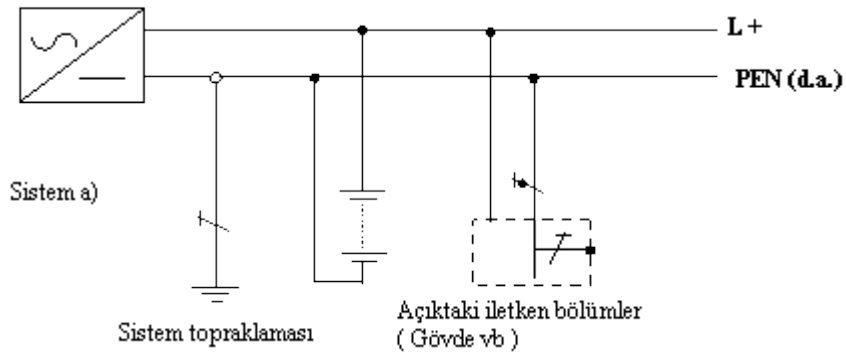 L +
PEN (d.a.)
Sistem a)
Sistem topraklaması
Açıktaki iletken bölümler
( Gövde vb )